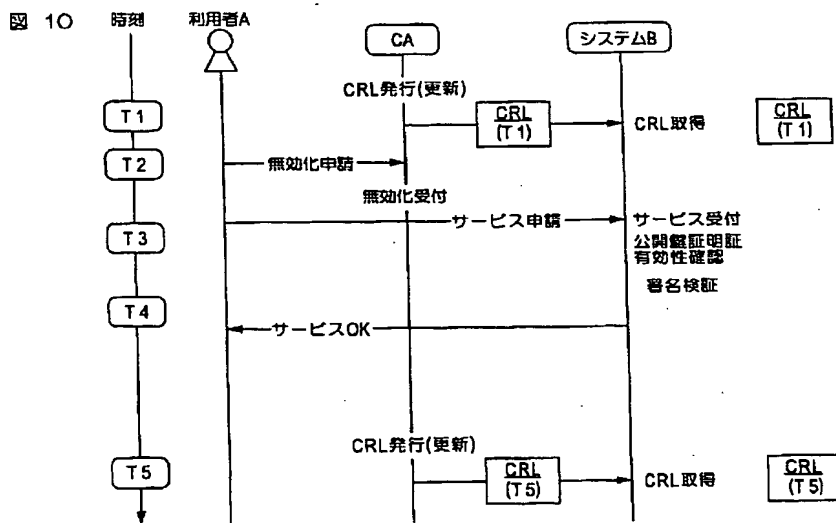 図 10
時刻
利用者A
CA
システムB
CRL発行(更新)
T1
CRL
(T1)
CRL取得
CRL
(T1)
T2
無効化申請
無効化受付
サービス申請
サービス受付
T3
公開鍵証明証
有効性確認
署名検証
T4
サービスOK
CRL発行(更新)
T5
CRL
(T5)
CRL取得
CRL
(T5)